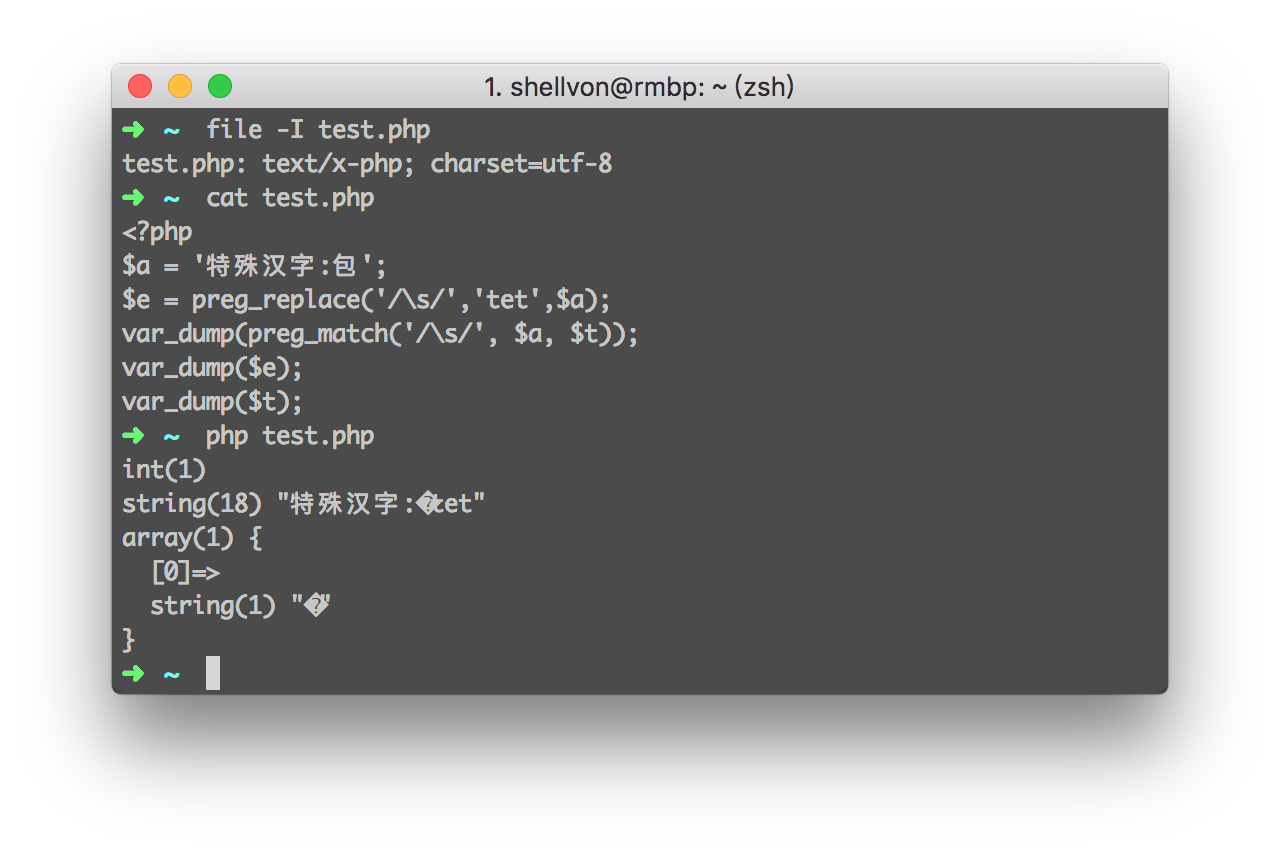 1. shellvon@rmbp: ~ (zsh)
➜ ~ file -I test.php
test.php: text/x-php; charset=utf-8
➜ ~ cat test.php
<?php
$a = '特殊汉字:包';
$e = preg_replace('/\s/','tet',$a);
var_dump(preg_match('/\s/', $a, $t));
var_dump($e);
var_dump($t);
➜ ~ php test.php
int(1)
string(18) "特殊汉字:�tet"
array(1) {
  [0]=>
  string(1) "�"
}
➜ ~